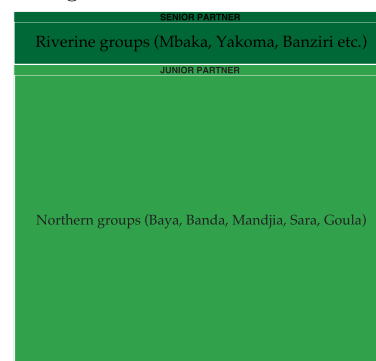 SENIOR PARTNER
Riverine groups (Mbaka, Yakoma, Banziri etc.)
JUNIOR PARTNER
Northern groups (Baya, Banda, Mandjia, Sara, Goula)